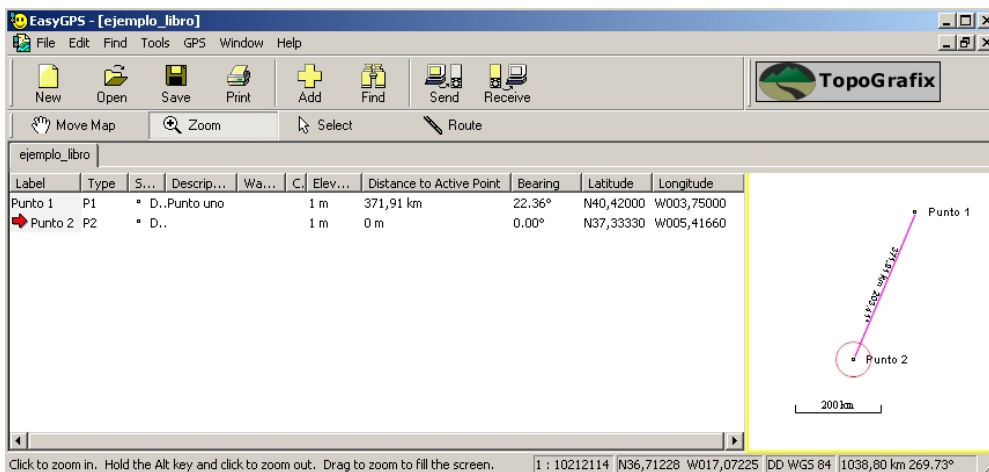 EasyGPS - [ejemplo_libro]
File Edit Find Tools GPS Window Help
New Open Save Print Add Find Send Receive
TopoGrafix
Move Map Zoom Select Route
ejemplo_libro
Label Type S... Descrip... Wa... C. Elev... Distance to Active Point Bearing Latitude Longitude
Punto 1 P1 D.. Punto uno 1 m 371,91 km 22.36° N40,42000 W003,75000
Punto 2 P2 D.. 1 m 0 m 0.00° N37,33330 W005,41660
Punto 1
371,91 km 203,41°
Punto 2
200 km
Click to zoom in. Hold the Alt key and click to zoom out. Drag to zoom to fill the screen. 1 : 10212114 N36,71228 W017,07225 DD WGS 84 1038,80 km 269.73°